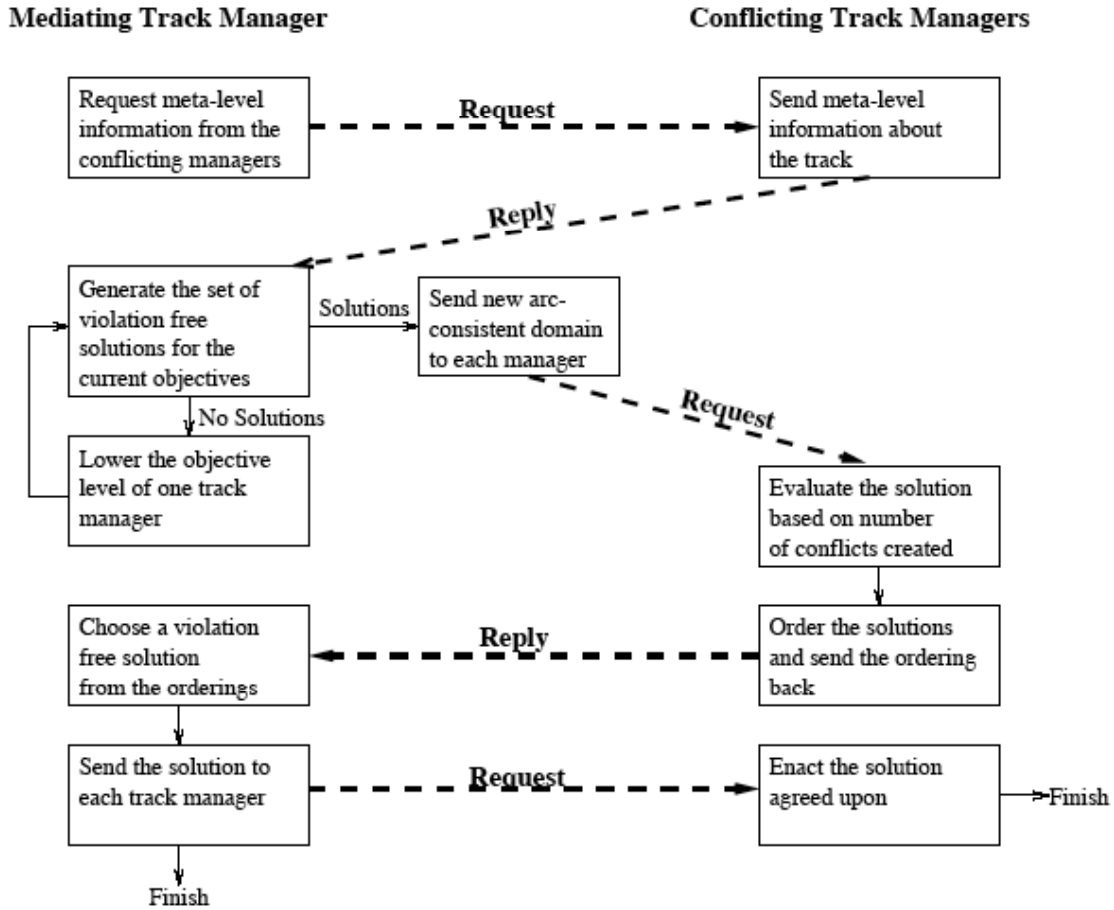 Mediating Track Manager
Conflicting Track Managers
Request meta-level
information from the
conflicting managers
Request
Send meta-level
information about
the track
Reply
Generate the set of
violation free
solutions for the
current objectives
Solutions
Send new arc-
consistent domain
to each manager
Request
No Solutions
Lower the objective
level of one track
manager
Evaluate the solution
based on number
of conflicts created
Choose a violation
free solution
from the orderings
Reply
Order the solutions
and send the ordering
back
Send the solution to
each track manager
Request
Enact the solution
agreed upon
Finish
Finish